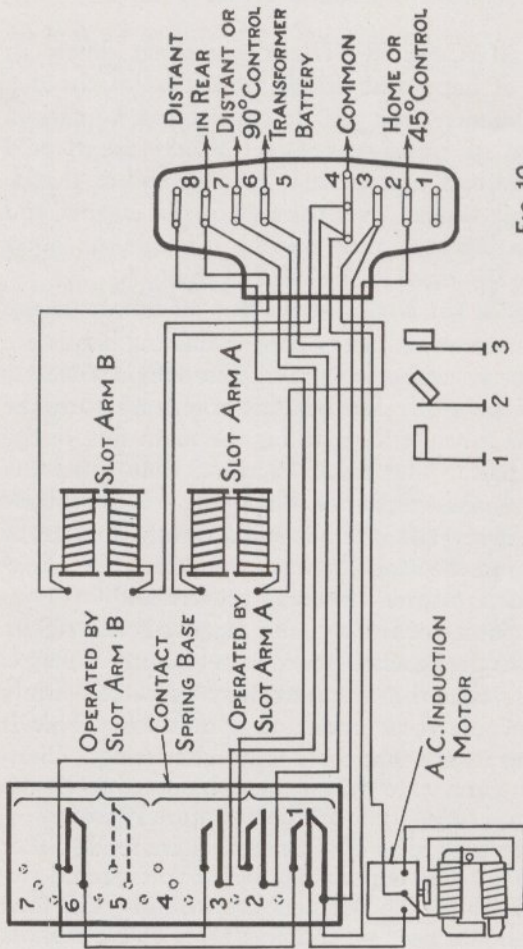 DISTANT
IN REAR
DISTANT OR
90° CONTROL
TRANSFORMER
BATTERY
COMMON
HOME OR
45° CONTROL
8
7
6
5
4
3
2
1
SLOT ARM B
SLOT ARM A
OPERATED BY
SLOT ARM B
CONTACT
SPRING BASE
OPERATED BY
SLOT ARM A
7
6
5
4
3
2
1
A.C. INDUCTION
MOTOR
1 2 3
FIG.